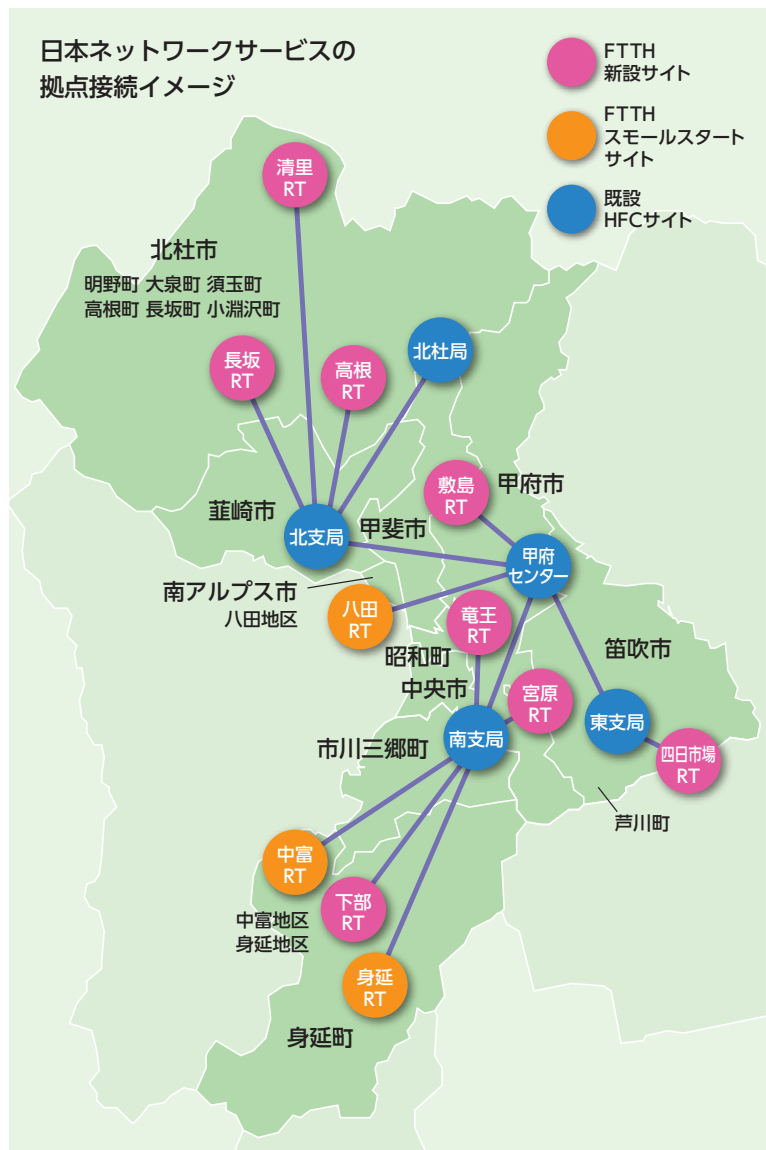 日本ネットワークサービスの
拠点接続イメージ
FTTH
新設サイト
FTTH
スモールスタート
サイト
既設
HFCサイト
清里
RT
北杜市
明野町 大泉町 須玉町
高根町 長坂町 小淵沢町
長坂
RT
高根
RT
北杜局
敷島
RT
甲府市
韮崎市
北支局
甲斐市
甲府
センター
南アルプス市
八田地区
八田
RT
竜王
RT
昭和町
中央市
笛吹市
宮原
RT
市川三郷町
南支局
東支局
四日市場
RT
芦川町
中富
RT
下部
RT
中富地区
身延地区
身延
RT
身延町